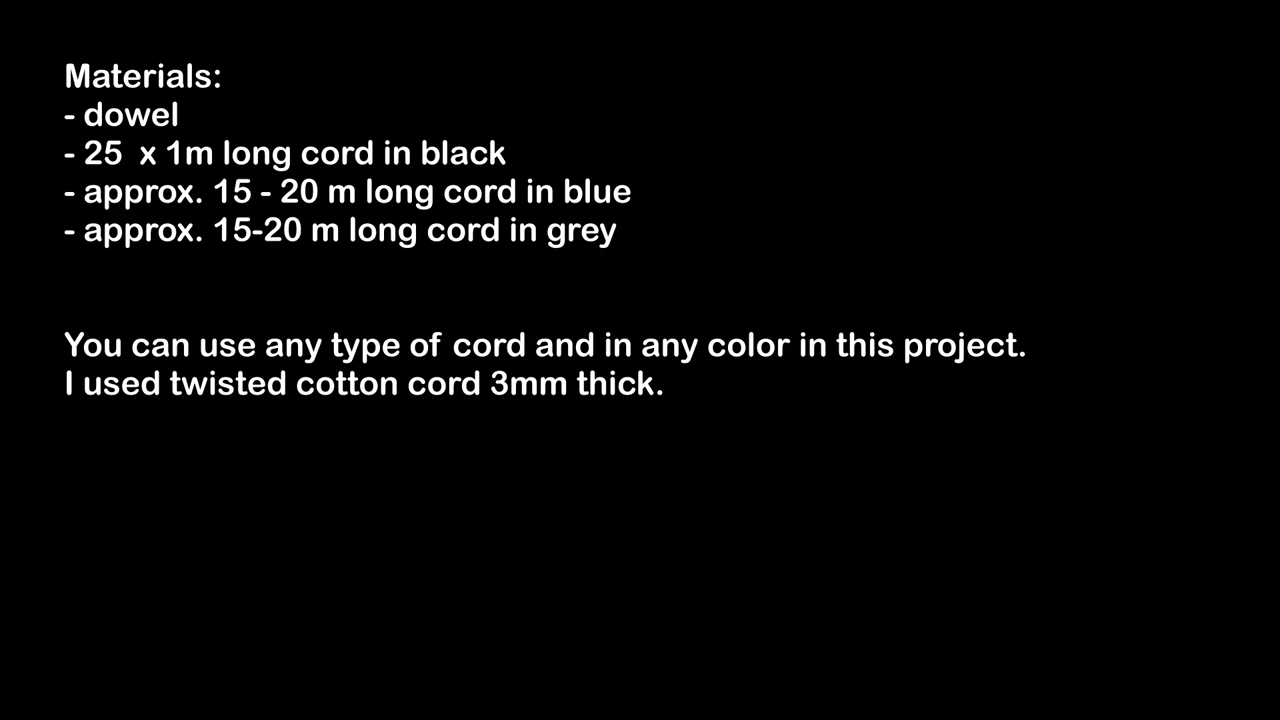 Materials:
- dowel
- 25  x 1m long cord in black
- approx. 15 - 20 m long cord in blue
- approx. 15-20 m long cord in grey
You can use any type of cord and in any color in this project.
I used twisted cotton cord 3mm thick.